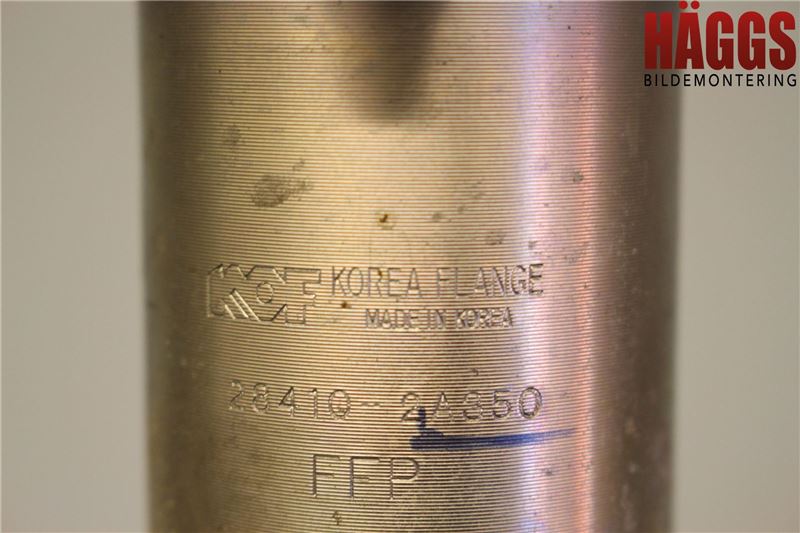 HÄGGS
BILDEMONTERING
KOREA FLANGE
MADE IN KOREA
28410-2A350
FFP